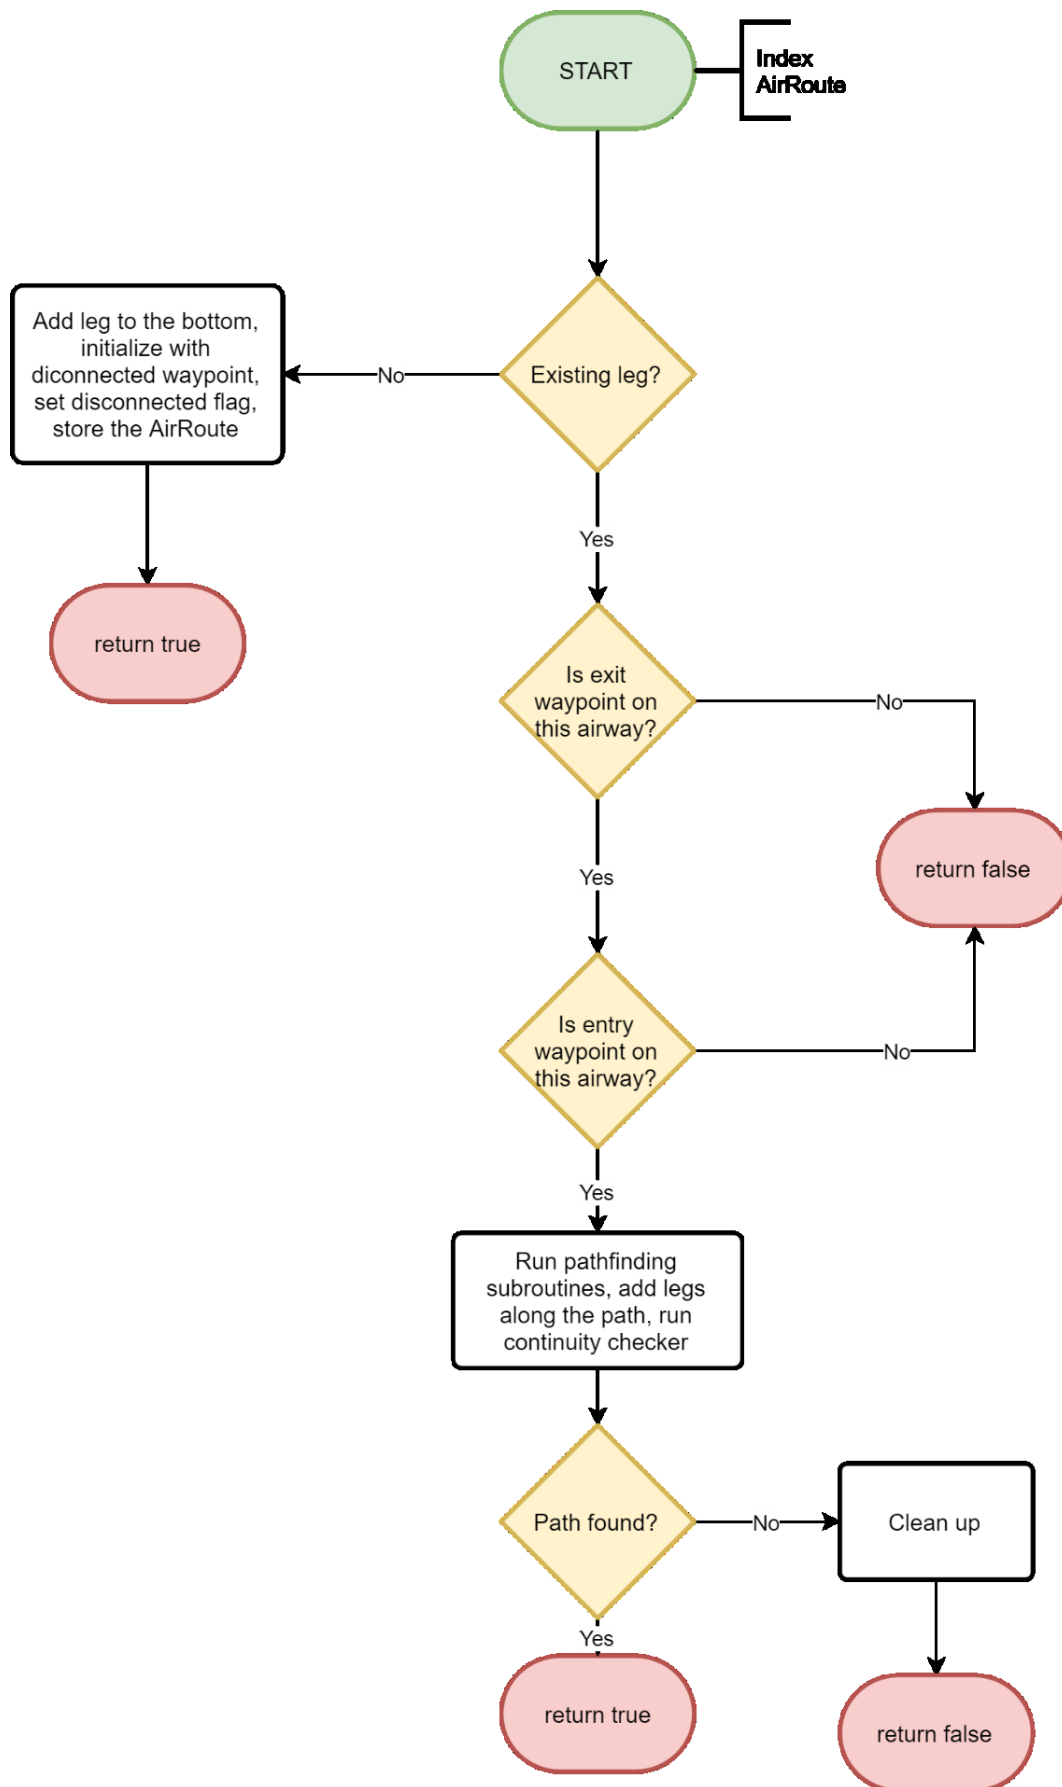 START
Index
AirRoute
Add leg to the bottom,
initialize with
diconnected waypoint,
set disconnected flag,
store the AirRoute
No
Existing leg?
Yes
return true
Is exit
waypoint on
this airway?
No
return false
Yes
Is entry
waypoint on
this airway?
No
Yes
Run pathfinding
subroutines, add legs
along the path, run
continuity checker
Path found?
No
Clean up
Yes
return true
return false